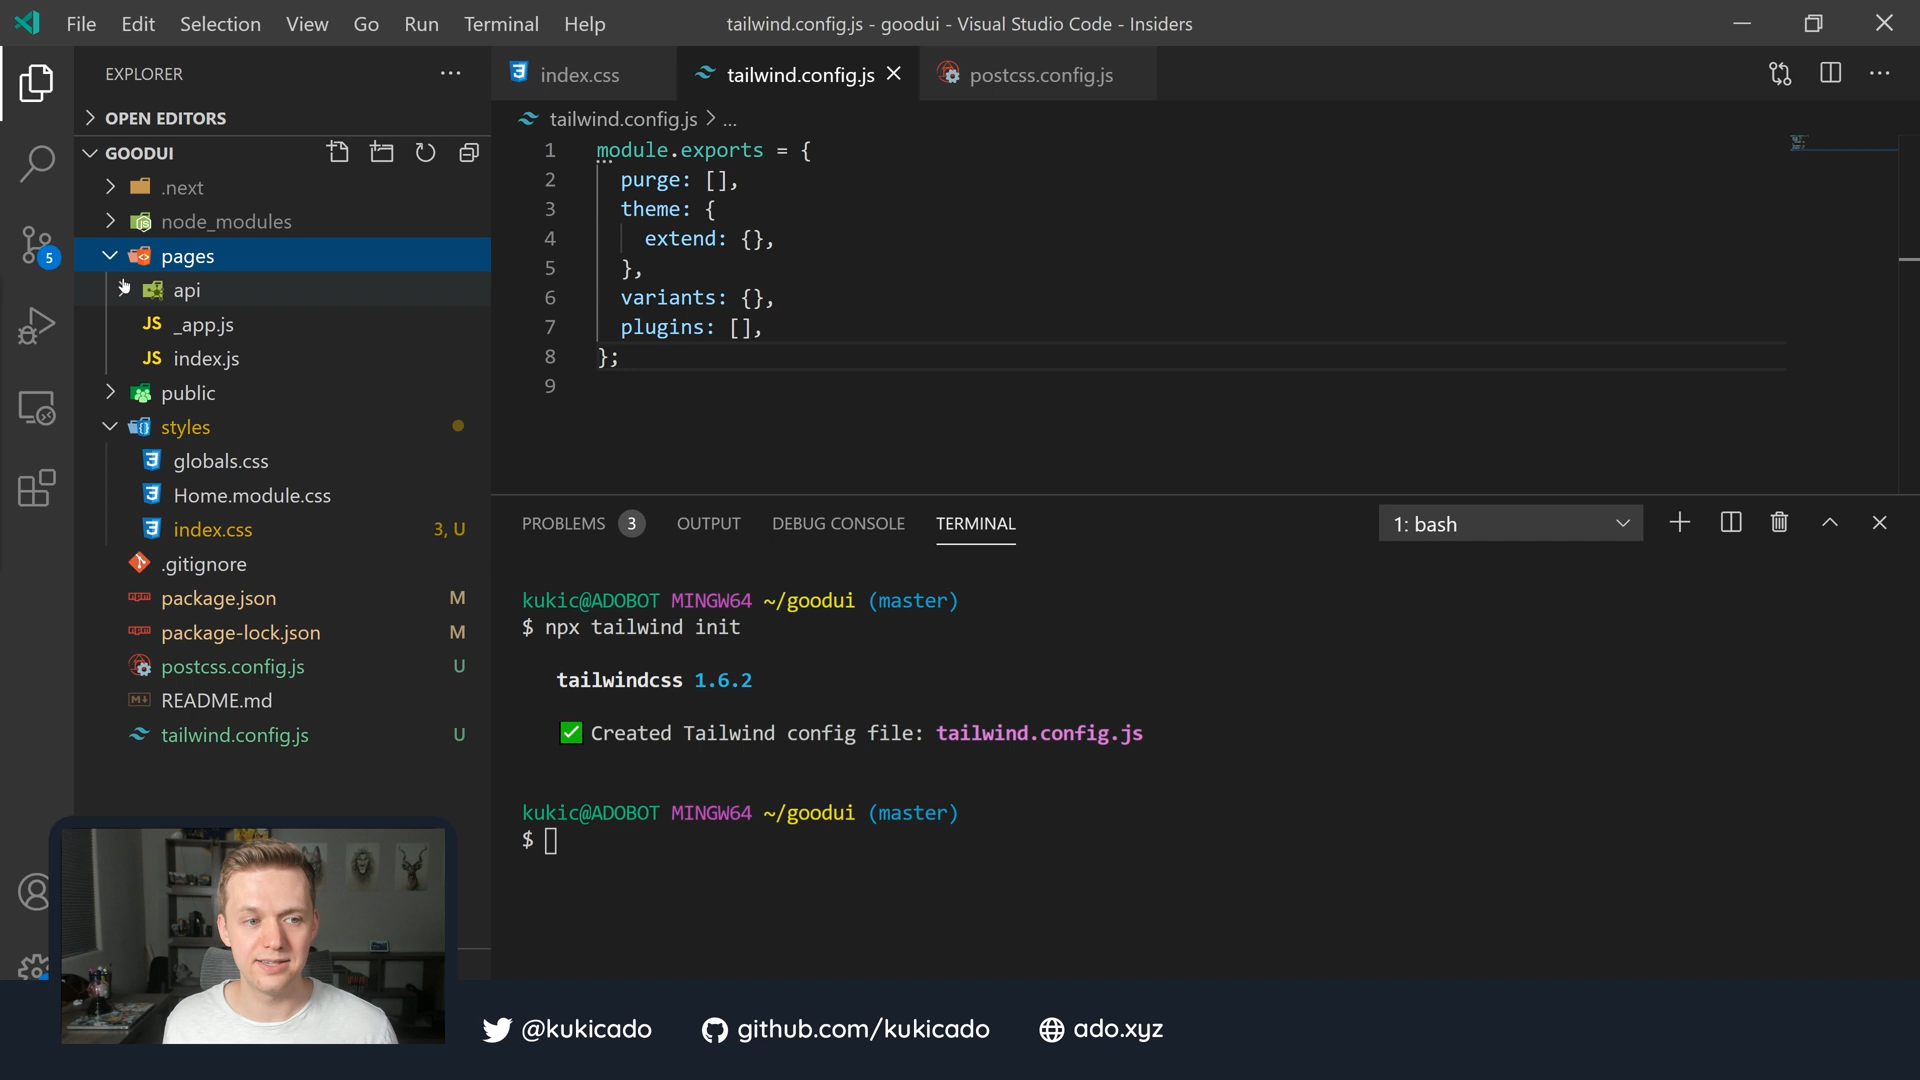 File Edit Selection View Go Run Terminal Help
tailwind.config.js - goodui - Visual Studio Code - Insiders
EXPLORER
OPEN EDITORS
GOODUI
.next
node_modules
pages
api
JS _app.js
JS index.js
public
styles
globals.css
Home.module.css
index.css 3, U
.gitignore
package.json M
package-lock.json M
postcss.config.js U
README.md
tailwind.config.js U
5
index.css
tailwind.config.js
postcss.config.js
tailwind.config.js > ...
1 module.exports = {
2 purge: [],
3 theme: {
4 extend: {},
5 },
6 variants: {},
7 plugins: [],
8 };
9
PROBLEMS 3 OUTPUT DEBUG CONSOLE TERMINAL
1: bash
kukic@ADOBOT MINGW64 ~/goodui (master)
$ npx tailwind init
tailwindcss 1.6.2
✅ Created Tailwind config file: tailwind.config.js
kukic@ADOBOT MINGW64 ~/goodui (master)
$
@kukicado
github.com/kukicado
ado.xyz